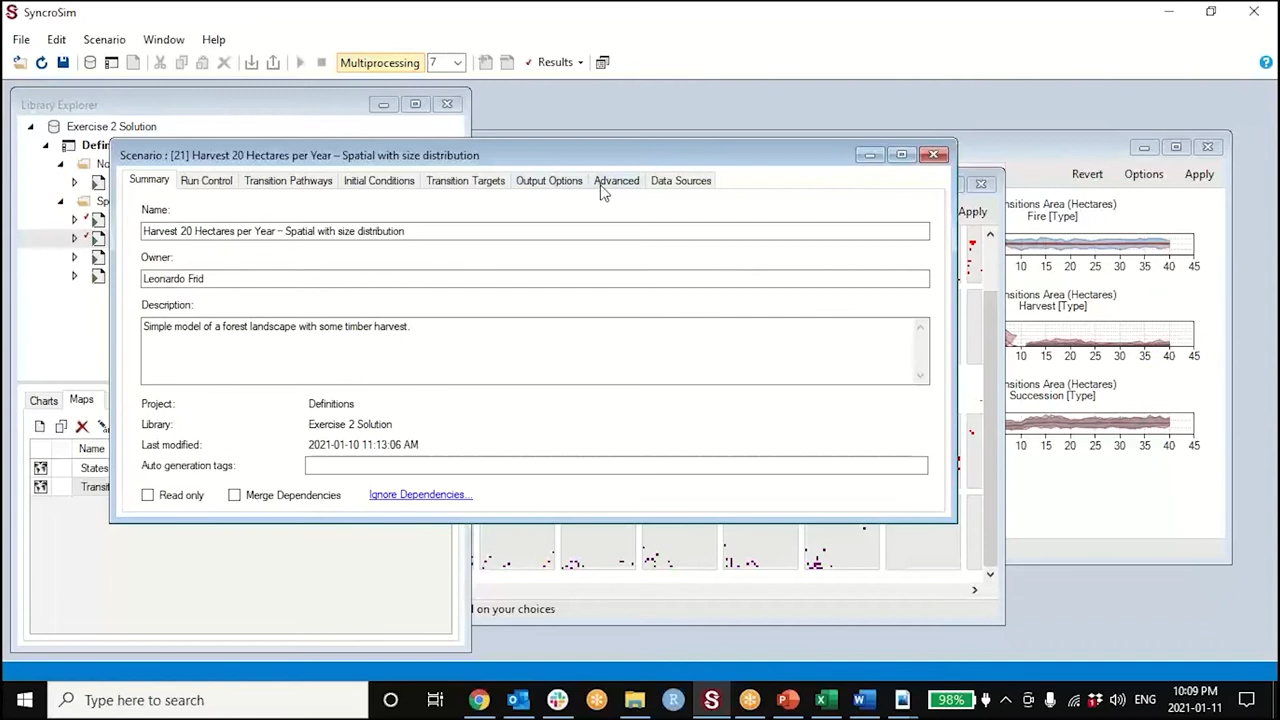 SyncroSim
File Edit Scenario Window Help
Multiprocessing 7 Results
Library Explorer
Exercise 2 Solution
Defin
No
Sp
Scenario : [21] Harvest 20 Hectares per Year – Spatial with size distribution
Summary Run Control Transition Pathways Initial Conditions Transition Targets Output Options Advanced Data Sources
Name:
Harvest 20 Hectares per Year – Spatial with size distribution
Owner:
Leonardo Frid
Description:
Simple model of a forest landscape with some timber harvest.
Project: Definitions
Library: Exercise 2 Solution
Last modified: 2021-01-10 11:13:06 AM
Auto generation tags:
Read only Merge Dependencies Ignore Dependencies...
Charts Maps
Name
States
Transit
Apply
d on your choices
Revert Options Apply
nsitions Area (Hectares)
Fire [Type]
10 15 20 25 30 35 40 45
nsitions Area (Hectares)
Harvest [Type]
10 15 20 25 30 35 40 45
nsitions Area (Hectares)
Succession [Type]
10 15 20 25 30 35 40 45
Type here to search
98%
ENG
10:09 PM
2021-01-11